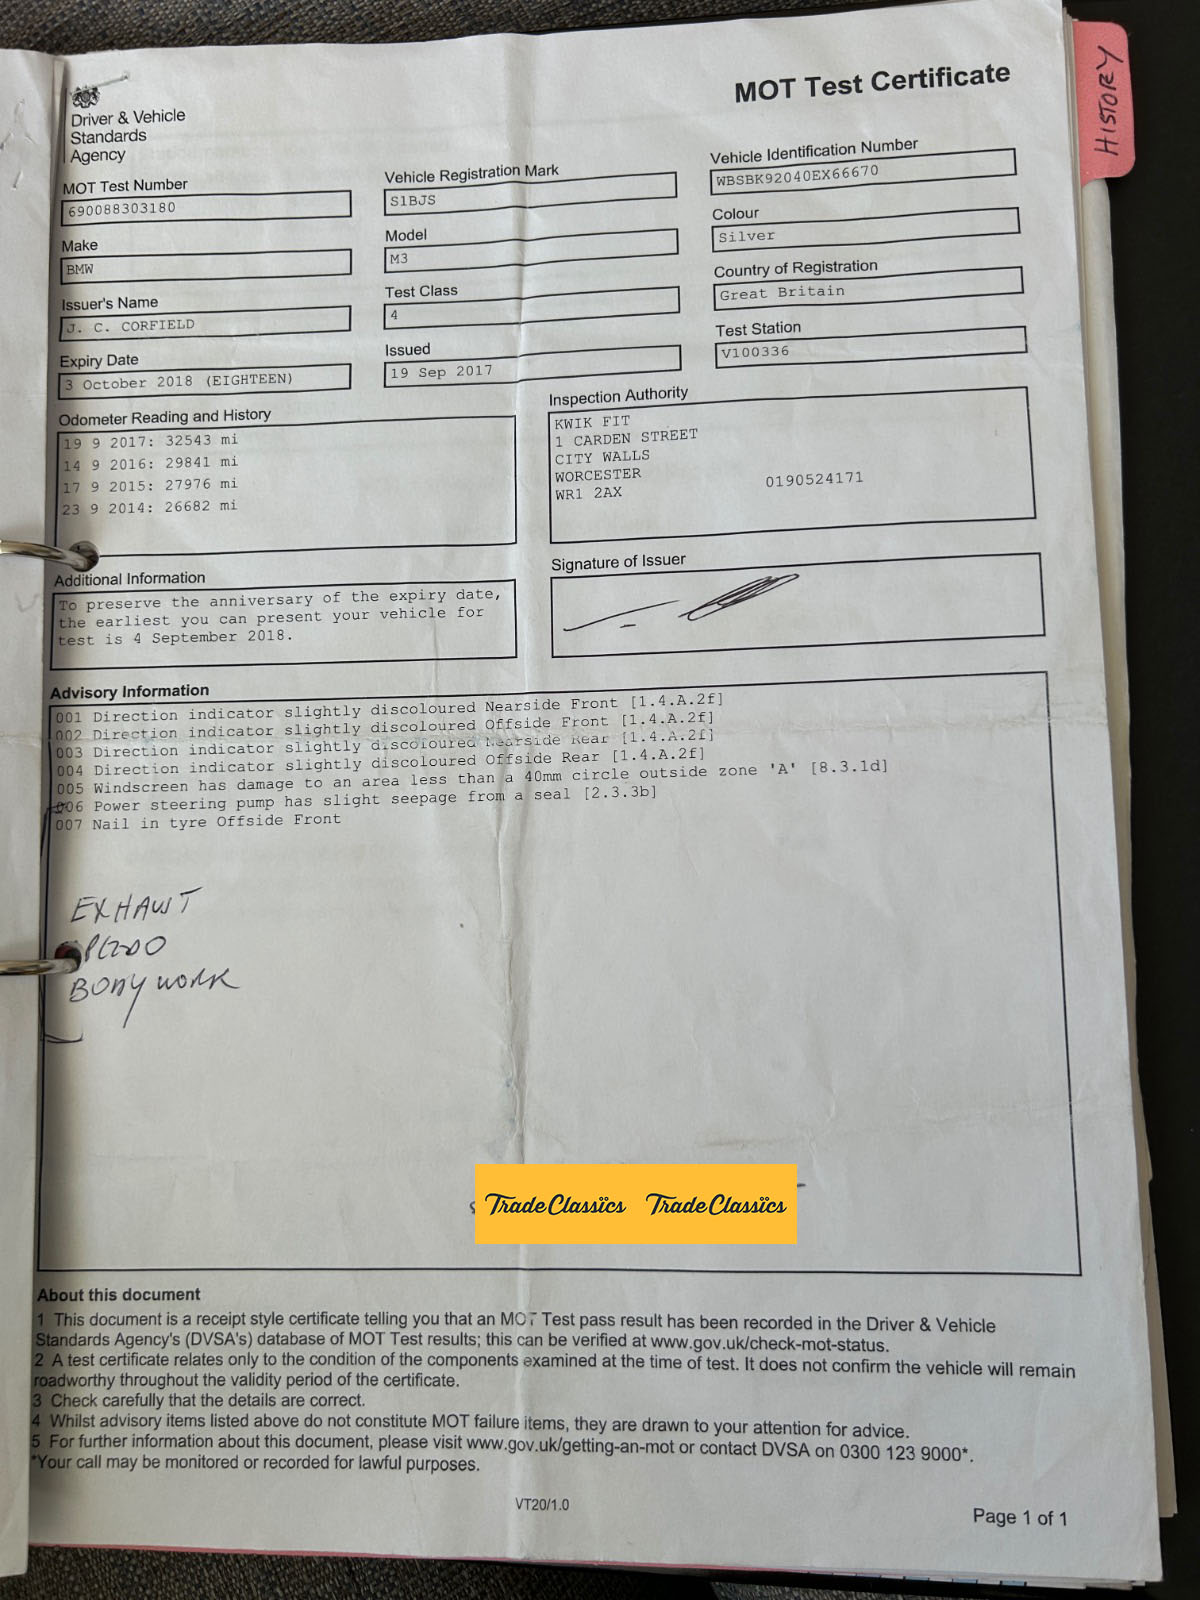 HISTORY
MOT Test Certificate
Driver & Vehicle
Standards
Agency
MOT Test Number
690088303180
Vehicle Registration Mark
S1BJS
Vehicle Identification Number
WBSBK92040EX66670
Make
BMW
Model
M3
Colour
Silver
Issuer's Name
J. C. CORFIELD
Test Class
4
Country of Registration
Great Britain
Expiry Date
3 October 2018 (EIGHTEEN)
Issued
19 Sep 2017
Test Station
V100336
Odometer Reading and History
19 9 2017: 32543 mi
14 9 2016: 29841 mi
17 9 2015: 27976 mi
23 9 2014: 26682 mi
Inspection Authority
KWIK FIT
1 CARDEN STREET
CITY WALLS
WORCESTER
WR1 2AX 0190524171
Additional Information
To preserve the anniversary of the expiry date,
the earliest you can present your vehicle for
test is 4 September 2018.
Signature of Issuer
Advisory Information
001 Direction indicator slightly discoloured Nearside Front [1.4.A.2f]
002 Direction indicator slightly discoloured Offside Front [1.4.A.2f]
003 Direction indicator slightly discoloured Nearside Rear [1.4.A.2f]
004 Direction indicator slightly discoloured Offside Rear [1.4.A.2f]
005 Windscreen has damage to an area less than a 40mm circle outside zone 'A' [8.3.1d]
006 Power steering pump has slight seepage from a seal [2.3.3b]
007 Nail in tyre Offside Front
EXHAUST
BODYWORK
TradeClassics TradeClassics
About this document
1 This document is a receipt style certificate telling you that an MOT Test pass result has been recorded in the Driver & Vehicle
Standards Agency's (DVSA's) database of MOT Test results; this can be verified at www.gov.uk/check-mot-status.
2 A test certificate relates only to the condition of the components examined at the time of test. It does not confirm the vehicle will remain
roadworthy throughout the validity period of the certificate.
3 Check carefully that the details are correct.
4 Whilst advisory items listed above do not constitute MOT failure items, they are drawn to your attention for advice.
5 For further information about this document, please visit www.gov.uk/getting-an-mot or contact DVSA on 0300 123 9000*.
*Your call may be monitored or recorded for lawful purposes.
VT20/1.0
Page 1 of 1